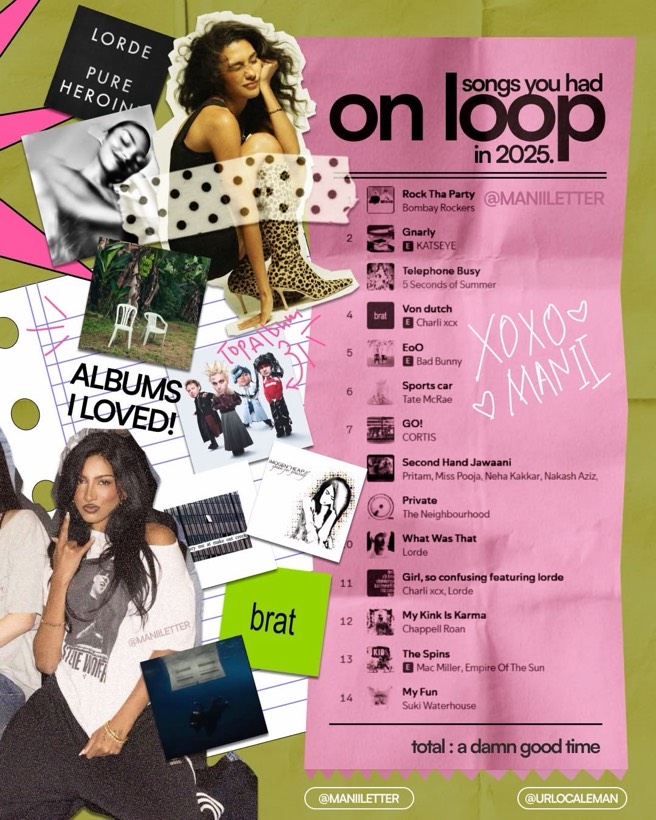 LORDE
PURE
HEROIN
songs you had
on loop
in 2025.
Rock Tha Party
@MANIILETTER
Bombay Rockers
2
Gnarly
E KATSEYE
Telephone Busy
5 Seconds of Summer
4
brat
Von dutch
E Charli xcx
5
EoO
E Bad Bunny
6
Sports car
Tate McRae
7
GO!
CORTIS
Second Hand Jawaani
Pritam, Miss Pooja, Neha Kakkar, Nakash Aziz,
Private
The Neighbourhood
0
What Was That
Lorde
11
Girl, so confusing featuring lorde
Charli xcx, Lorde
12
My Kink Is Karma
Chappell Roan
13
The Spins
E Mac Miller, Empire Of The Sun
14
My Fun
Suki Waterhouse
total : a damn good time
XOXO
MANII
TOP Album
ALBUMS
I LOVED!
IMOGEN HEAP
brat
@MANIILETTER
@MANIILETTER
@URLOCALEMAN